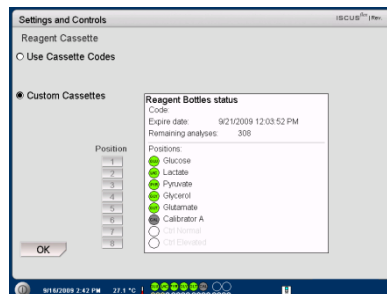 Settings and Controls
ISCUSflex | Rev.
Reagent Cassette
Use Cassette Codes
Custom Cassettes
Reagent Bottles status
Code:
Expire date: 9/21/2009 12:03:52 PM
Remaining analyses: 308
Position
Positions:
1
Glucose
2
Lactate
3
Pyruvate
4
Glycerol
5
Glutamate
6
Calibrator A
7
Ctrl Normal
8
Ctrl Elevated
OK
9/16/2009 2:42 PM 27.1 °C